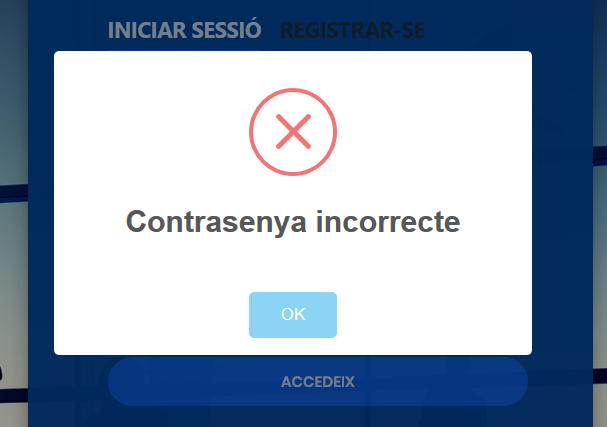 INICIAR SESSIÓ REGISTRAR-SE
Contrasenya incorrecte
OK
ACCEDEIX